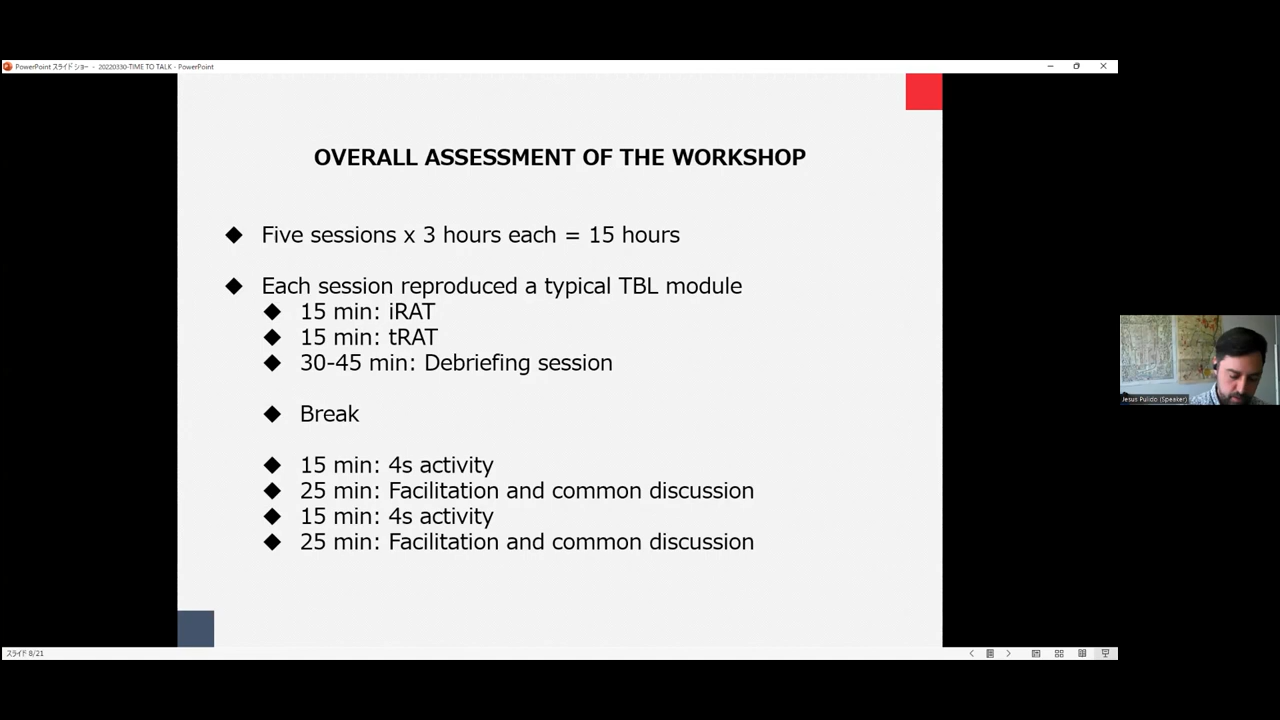 PowerPoint スライド ショー - 20220330-TIME TO TALK - PowerPoint
OVERALL ASSESSMENT OF THE WORKSHOP
◆ Five sessions x 3 hours each = 15 hours
◆ Each session reproduced a typical TBL module
◆ 15 min: iRAT
◆ 15 min: tRAT
◆ 30-45 min: Debriefing session
◆ Break
◆ 15 min: 4s activity
◆ 25 min: Facilitation and common discussion
◆ 15 min: 4s activity
◆ 25 min: Facilitation and common discussion
Jesus Pulido (Speaker)
スライド 8/21